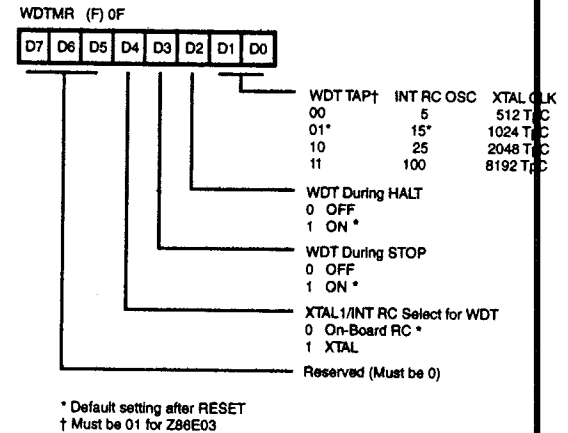 WDTMR (F) 0F
D7 D6 D5 D4 D3 D2 D1 D0
WDT TAP† INT RC OSC XTAL CLK
00 5 512 TpC
01* 15* 1024 TpC
10 25 2048 TpC
11 100 8192 TpC
WDT During HALT
0 OFF
1 ON *
WDT During STOP
0 OFF
1 ON *
XTAL1/INT RC Select for WDT
0 On-Board RC *
1 XTAL
Reserved (Must be 0)
* Default setting after RESET
† Must be 01 for Z86E03